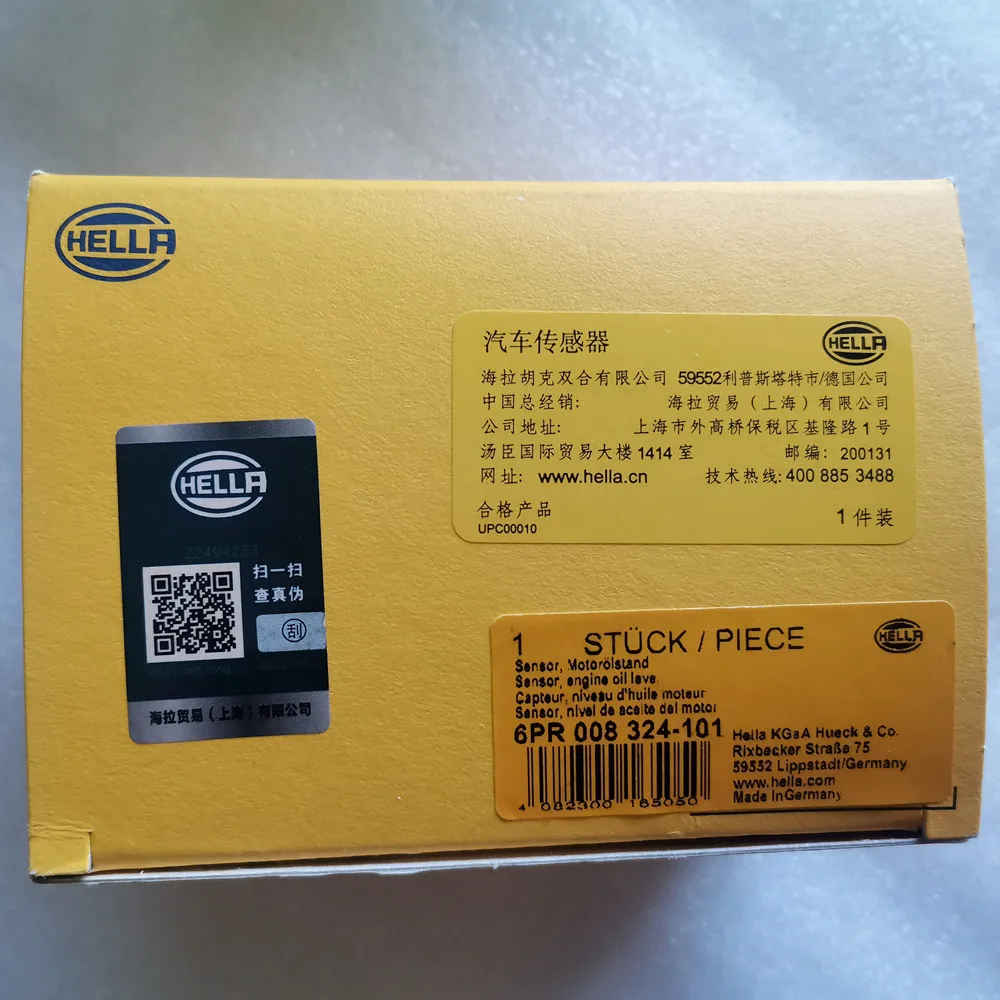 HELLA
汽车传感器
HELLA
海拉胡克双合有限公司 59552利普斯塔特市/德国公司
中国总经销: 海拉贸易（上海）有限公司
公司地址: 上海市外高桥保税区基隆路1号
汤臣国际贸易大楼1414室 邮编: 200131
网址: www.hella.cn 技术热线: 400 885 3488
合格产品
UPC00010
1件装
HELLA
22494283
扫一扫
查真伪
刮
海拉贸易（上海）有限公司
1 STÜCK / PIECE
HELLA
Sensor, Motorölstand
Sensor, engine oil leve
Capteur, niveau d'huile moteur
Sensor, nivel de aceite del motor
6PR 008 324-101
4 082300 165050
Hella KGaA Hueck & Co.
Rixbecker Straße 75
59552 Lippstadt/Germany
www.hella.com
Made in Germany